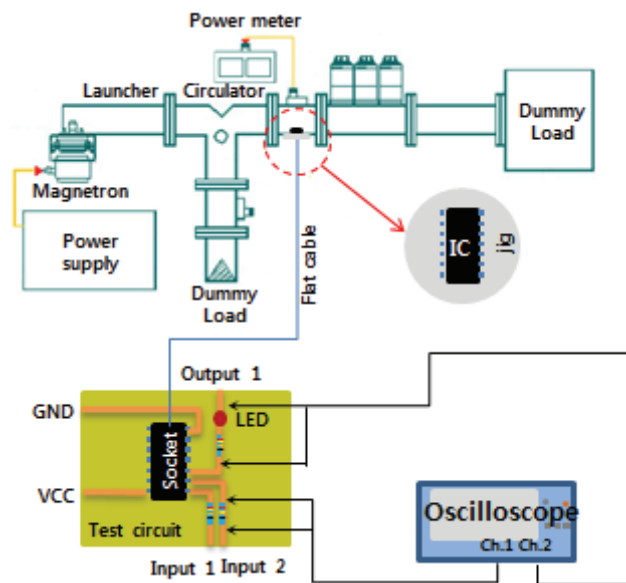 Power meter
Launcher
Circulator
Dummy
Load
Magnetron
Power
supply
Dummy
Load
Flat cable
IC
jig
Output 1
GND
LED
Socket
VCC
Test circuit
Input 1 Input 2
Oscilloscope
Ch.1 Ch.2